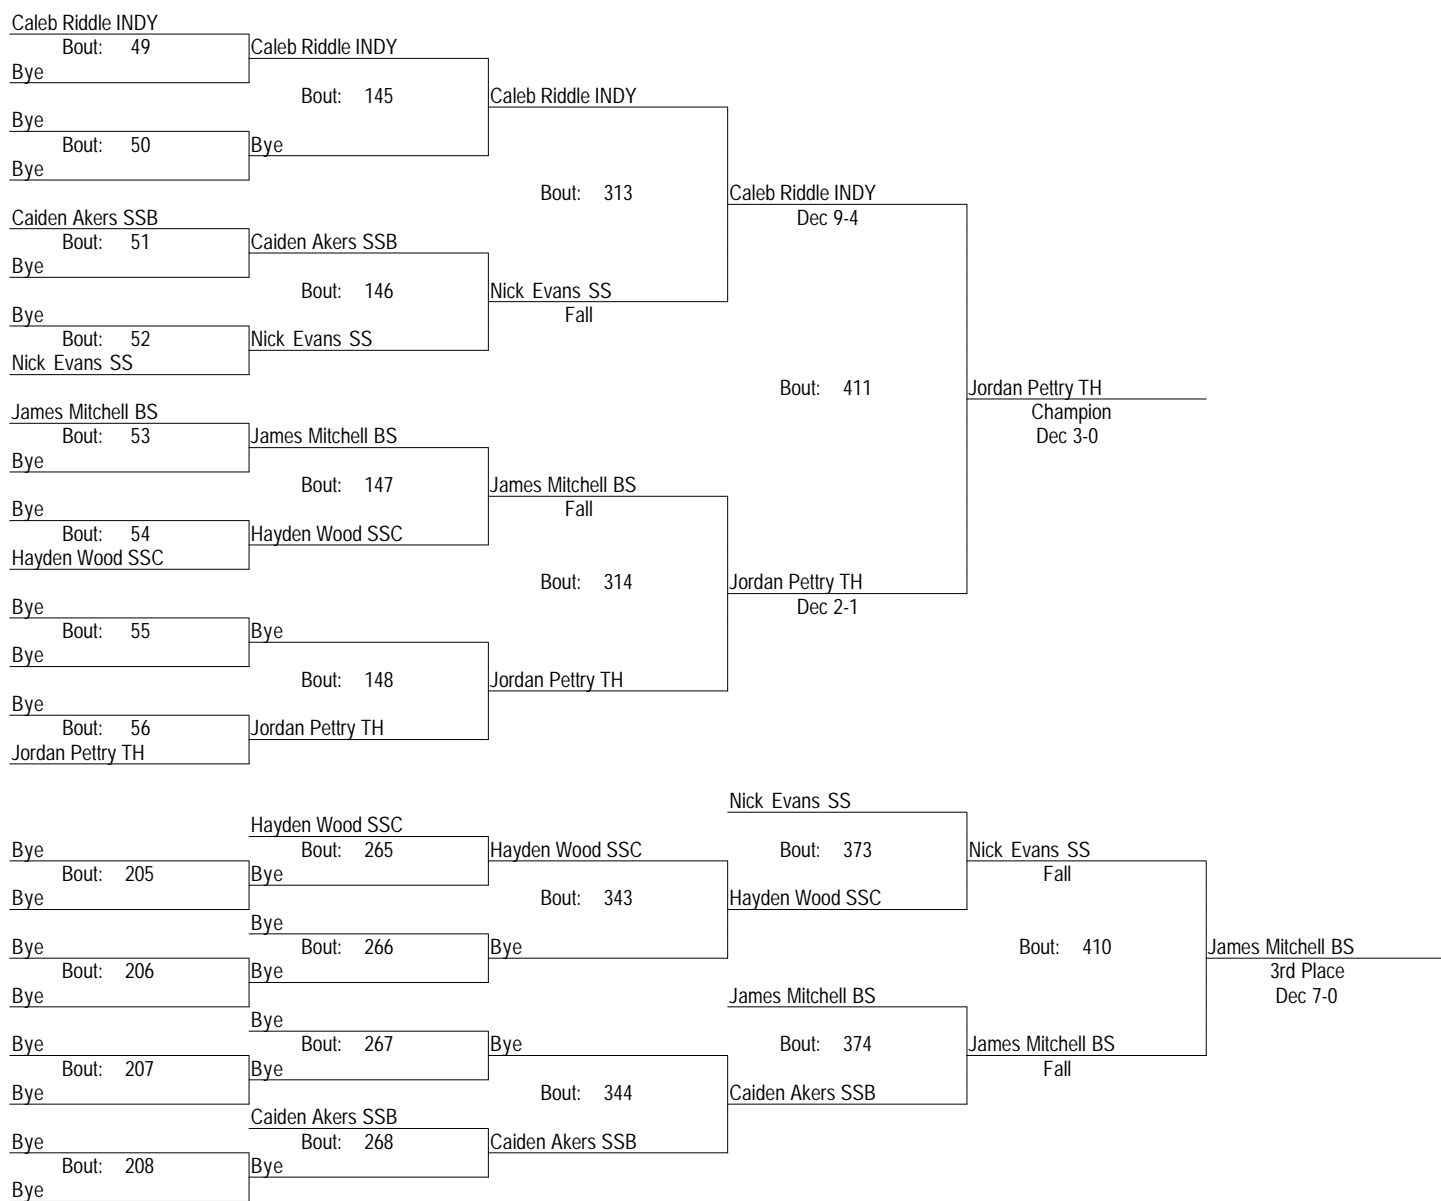 Caleb Riddle INDY
Bout: 49
Caleb Riddle INDY
Bye
Bout: 145
Caleb Riddle INDY
Bye
Bout: 50
Bye
Bye
Bout: 313
Caleb Riddle INDY
Dec 9-4
Caiden Akers SSB
Bout: 51
Caiden Akers SSB
Bye
Bout: 146
Nick Evans SS
Fall
Bye
Bout: 52
Nick Evans SS
Nick Evans SS
Bout: 411
Jordan Pettry TH
Champion
Dec 3-0
James Mitchell BS
Bout: 53
James Mitchell BS
Bye
Bout: 147
James Mitchell BS
Fall
Bye
Bout: 54
Hayden Wood SSC
Hayden Wood SSC
Bout: 314
Jordan Pettry TH
Dec 2-1
Bye
Bout: 55
Bye
Bye
Bout: 148
Jordan Pettry TH
Bye
Bout: 56
Jordan Pettry TH
Jordan Pettry TH
Nick Evans SS
Hayden Wood SSC
Bye
Bout: 265
Hayden Wood SSC
Bout: 373
Nick Evans SS
Fall
Bout: 205
Bye
Bye
Bout: 343
Hayden Wood SSC
Bye
Bye
Bout: 266
Bye
Bout: 410
James Mitchell BS
3rd Place
Dec 7-0
Bout: 206
Bye
Bye
James Mitchell BS
Bye
Bye
Bout: 267
Bye
Bout: 374
James Mitchell BS
Fall
Bout: 207
Bye
Bye
Bout: 344
Caiden Akers SSB
Caiden Akers SSB
Bye
Bout: 268
Caiden Akers SSB
Bout: 208
Bye
Bye